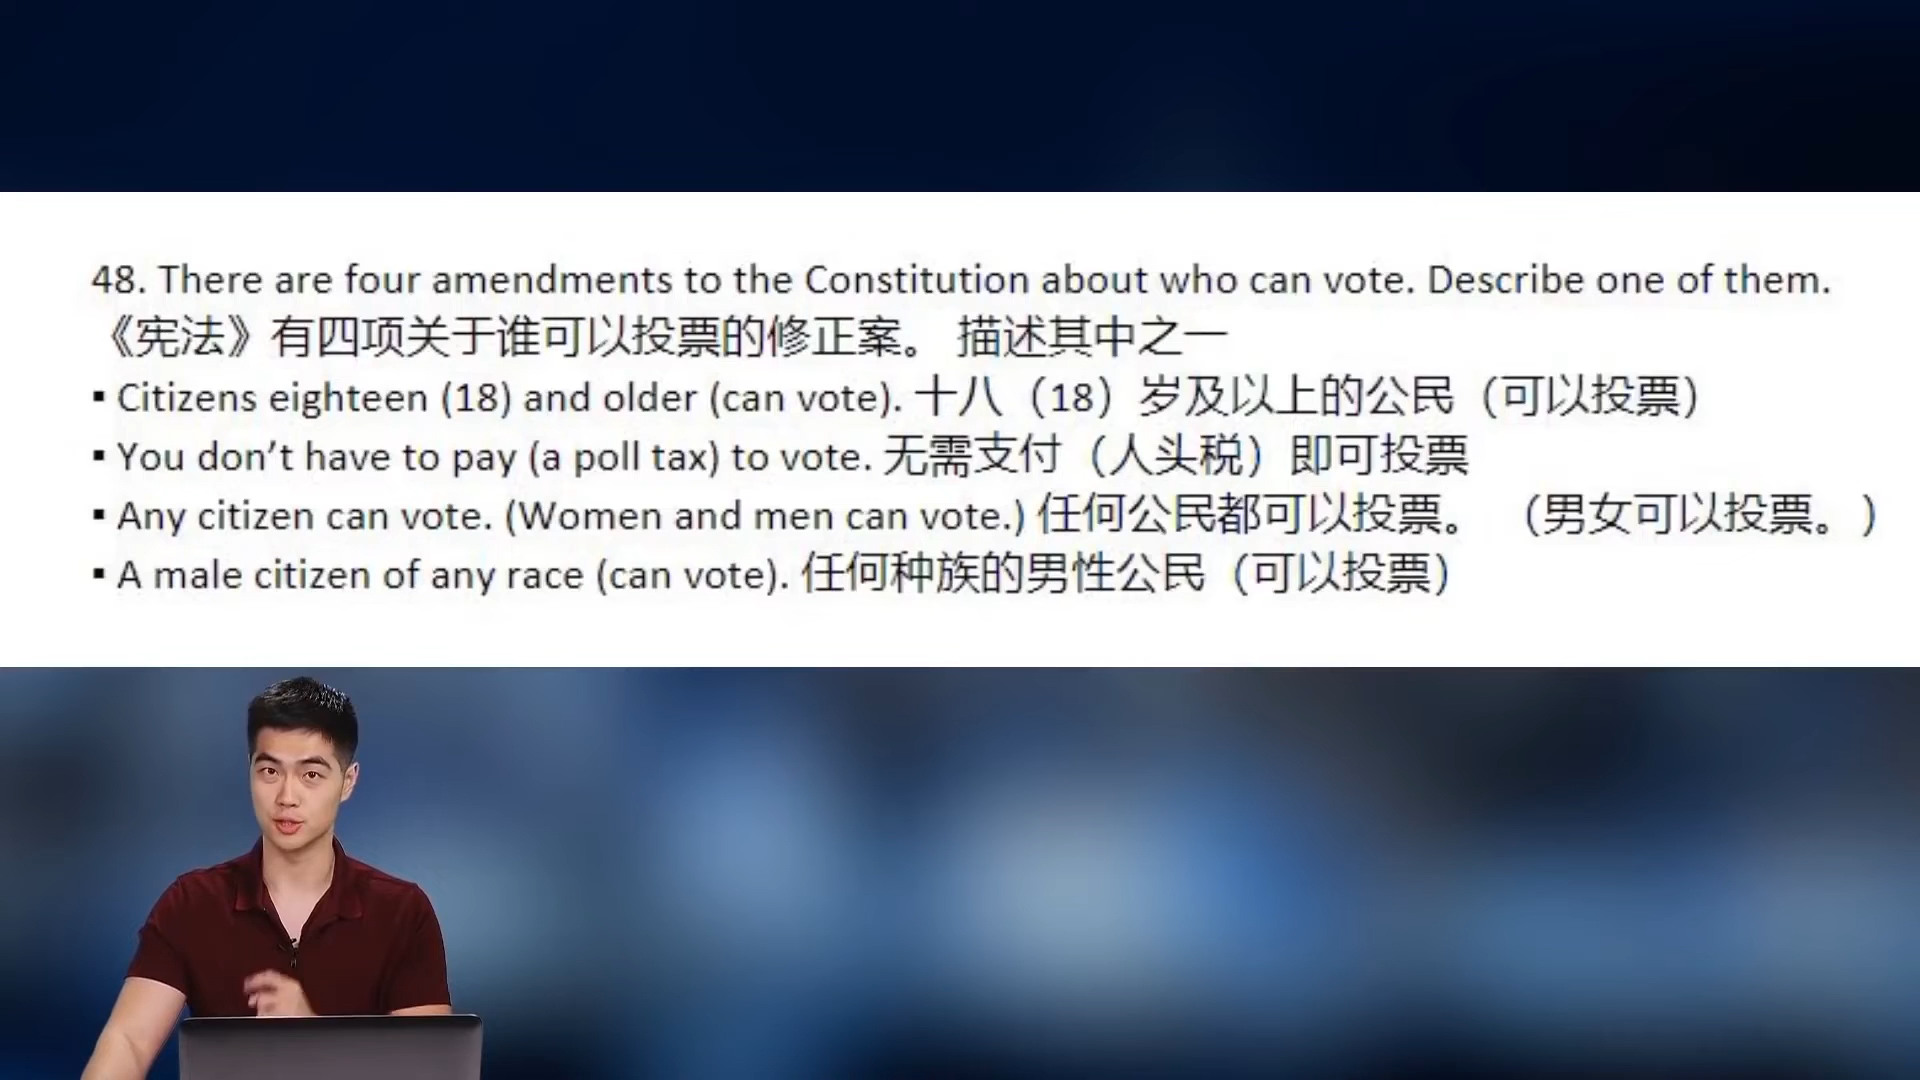 48. There are four amendments to the Constitution about who can vote. Describe one of them.
《宪法》有四项关于谁可以投票的修正案。 描述其中之一
▪ Citizens eighteen (18) and older (can vote). 十八（18）岁及以上的公民（可以投票）
▪ You don’t have to pay (a poll tax) to vote. 无需支付（人头税）即可投票
▪ Any citizen can vote. (Women and men can vote.) 任何公民都可以投票。 （男女可以投票。）
▪ A male citizen of any race (can vote). 任何种族的男性公民（可以投票）